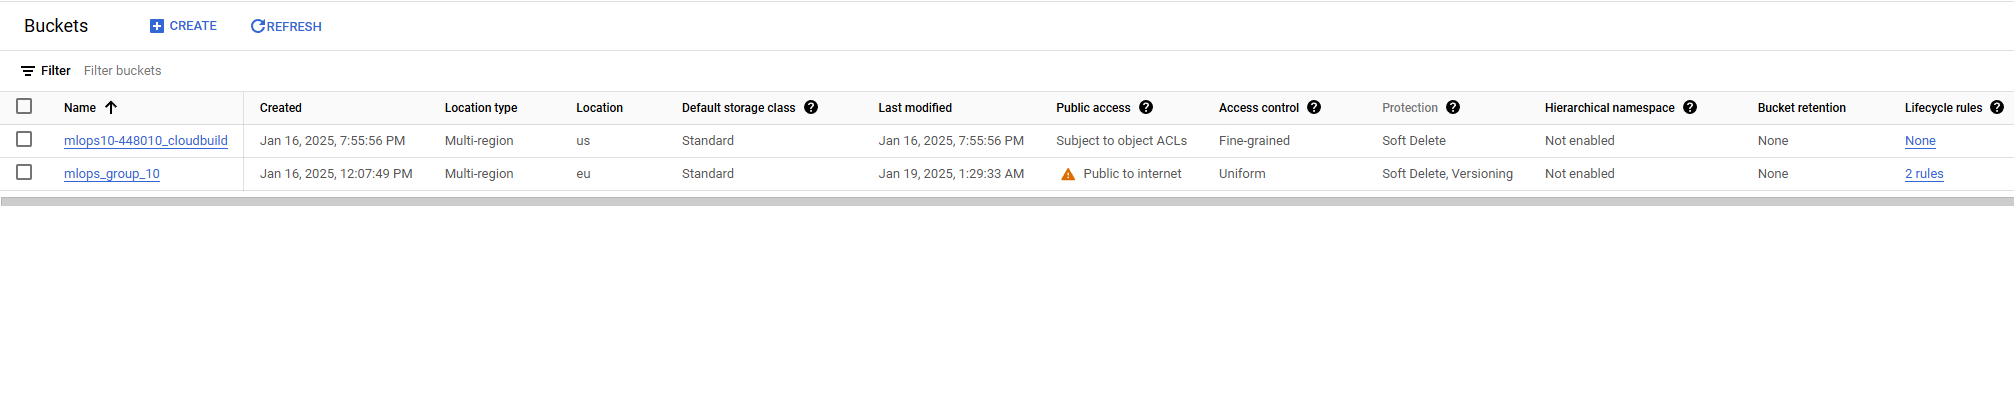 Buckets CREATE REFRESH
Filter Filter buckets
Name Created Location type Location Default storage class Last modified Public access Access control Protection Hierarchical namespace Bucket retention Lifecycle rules
mlops10-448010_cloudbuild Jan 16, 2025, 7:55:56 PM Multi-region us Standard Jan 16, 2025, 7:55:56 PM Subject to object ACLs Fine-grained Soft Delete Not enabled None None
mlops_group_10 Jan 16, 2025, 12:07:49 PM Multi-region eu Standard Jan 19, 2025, 1:29:33 AM Public to internet Uniform Soft Delete, Versioning Not enabled None 2 rules